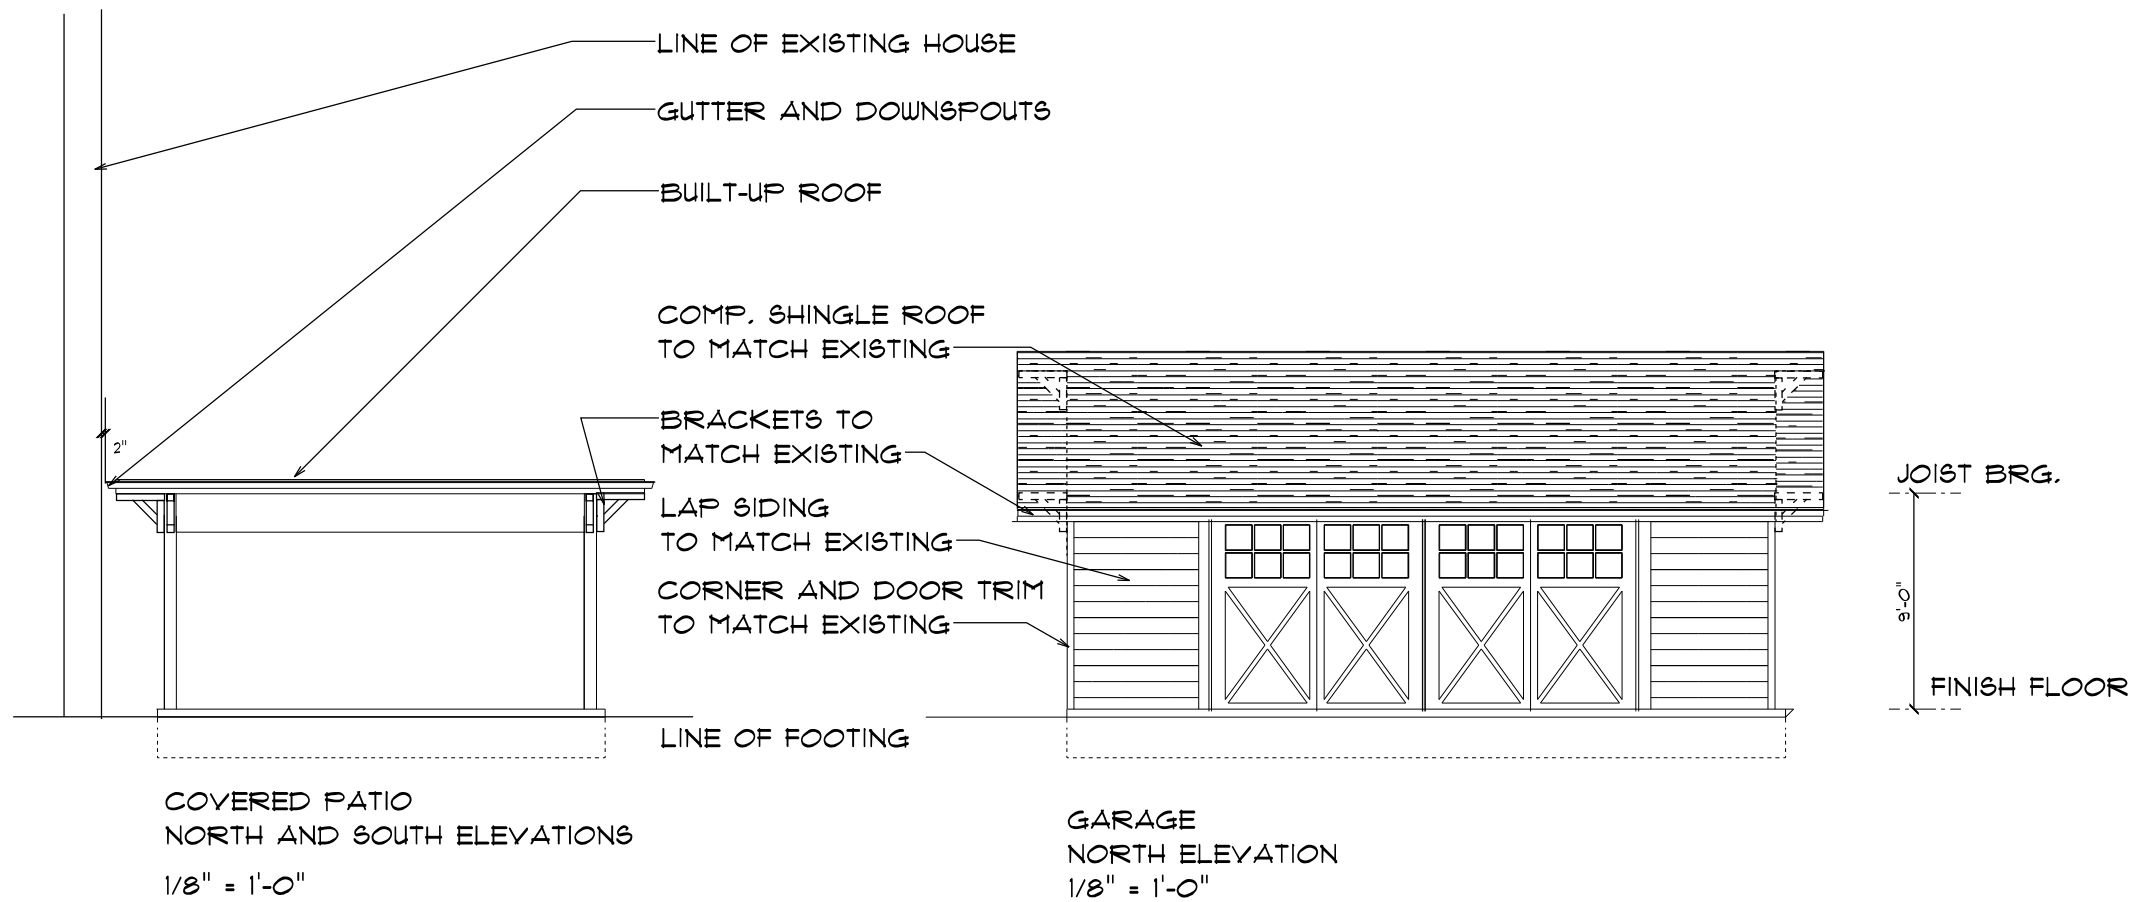 LINE OF EXISTING HOUSE
GUTTER AND DOWNSPOUTS
BUILT-UP ROOF
COMP. SHINGLE ROOF
TO MATCH EXISTING
BRACKETS TO
MATCH EXISTING
2"
LAP SIDING
TO MATCH EXISTING
CORNER AND DOOR TRIM
TO MATCH EXISTING
JOIST BRG.
9'-0"
FINISH FLOOR
LINE OF FOOTING
COVERED PATIO
NORTH AND SOUTH ELEVATIONS
1/8" = 1'-0"
GARAGE
NORTH ELEVATION
1/8" = 1'-0"